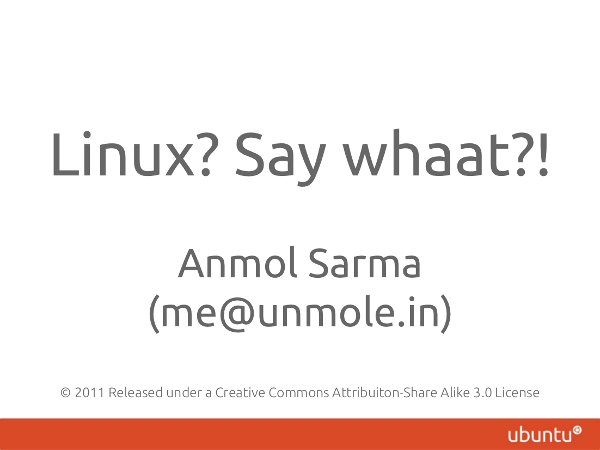 Linux? Say whaat?!
Anmol Sarma
(me@unmole.in)
© 2011 Released under a Creative Commons Attribuiton-Share Alike 3.0 License
ubuntu